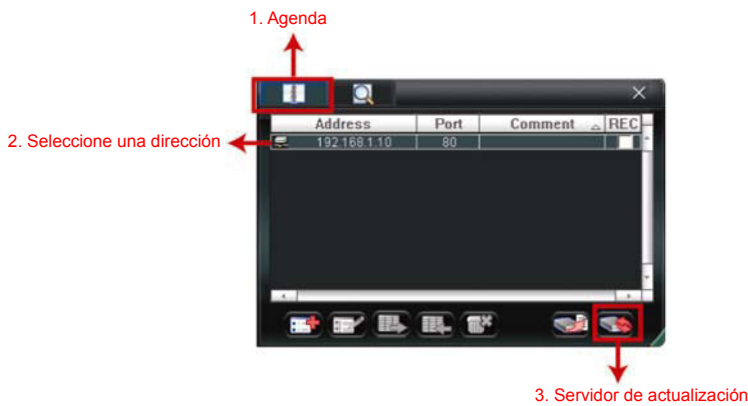 1. Agenda
Address Port Comment REC
2. Seleccione una dirección
192.168.1.10 80
3. Servidor de actualización